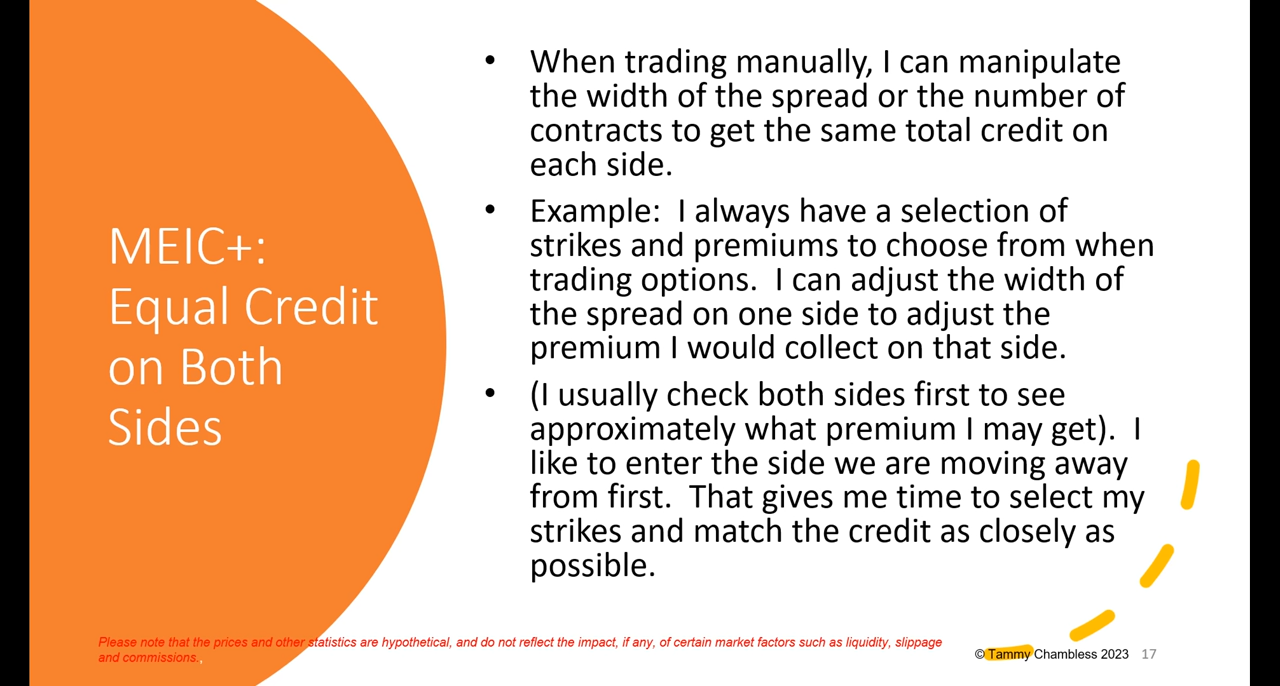 MEIC+:
Equal Credit
on Both
Sides
• When trading manually, I can manipulate
the width of the spread or the number of
contracts to get the same total credit on
each side.
• Example:  I always have a selection of
strikes and premiums to choose from when
trading options.  I can adjust the width of
the spread on one side to adjust the
premium I would collect on that side.
• (I usually check both sides first to see
approximately what premium I may get).  I
like to enter the side we are moving away
from first.  That gives me time to select my
strikes and match the credit as closely as
possible.
Please note that the prices and other statistics are hypothetical, and do not reflect the impact, if any, of certain market factors such as liquidity, slippage
and commissions.,
© Tammy Chambless 2023 17